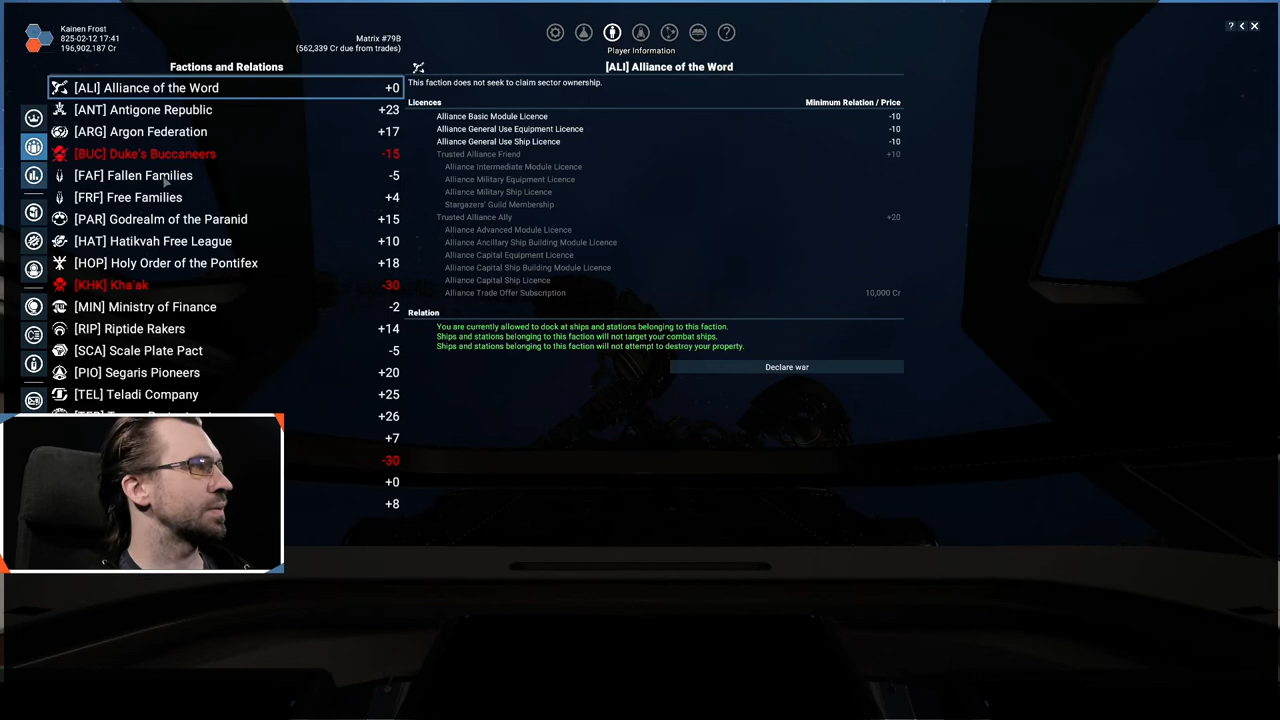 Kainen Frost
825-02-12 17:41
196,902,187 Cr
Matrix #79B
(562,339 Cr due from trades)
Player Information
? < X
Factions and Relations
[ALI] Alliance of the Word +0
[ANT] Antigone Republic +23
[ARG] Argon Federation +17
[BUC] Duke's Buccaneers -15
[FAF] Fallen Families -5
[FRF] Free Families +4
[PAR] Godrealm of the Paranid +15
[HAT] Hatikvah Free League +10
[HOP] Holy Order of the Pontifex +18
[KHK] Kha'ak -30
[MIN] Ministry of Finance -2
[RIP] Riptide Rakers +14
[SCA] Scale Plate Pact -5
[PIO] Segaris Pioneers +20
[TEL] Teladi Company +25
+26
+7
-30
+0
+8
[ALI] Alliance of the Word
This faction does not seek to claim sector ownership.
Licences Minimum Relation / Price
Alliance Basic Module Licence -10
Alliance General Use Equipment Licence -10
Alliance General Use Ship Licence -10
Trusted Alliance Friend +10
Alliance Intermediate Module Licence
Alliance Military Equipment Licence
Alliance Military Ship Licence
Stargazers' Guild Membership
Trusted Alliance Ally +20
Alliance Advanced Module Licence
Alliance Ancillary Ship Building Module Licence
Alliance Capital Equipment Licence
Alliance Capital Ship Building Module Licence
Alliance Capital Ship Licence
Alliance Trade Offer Subscription 10,000 Cr
Relation
You are currently allowed to dock at ships and stations belonging to this faction.
Ships and stations belonging to this faction will not target your combat ships.
Ships and stations belonging to this faction will not attempt to destroy your property.
Declare war